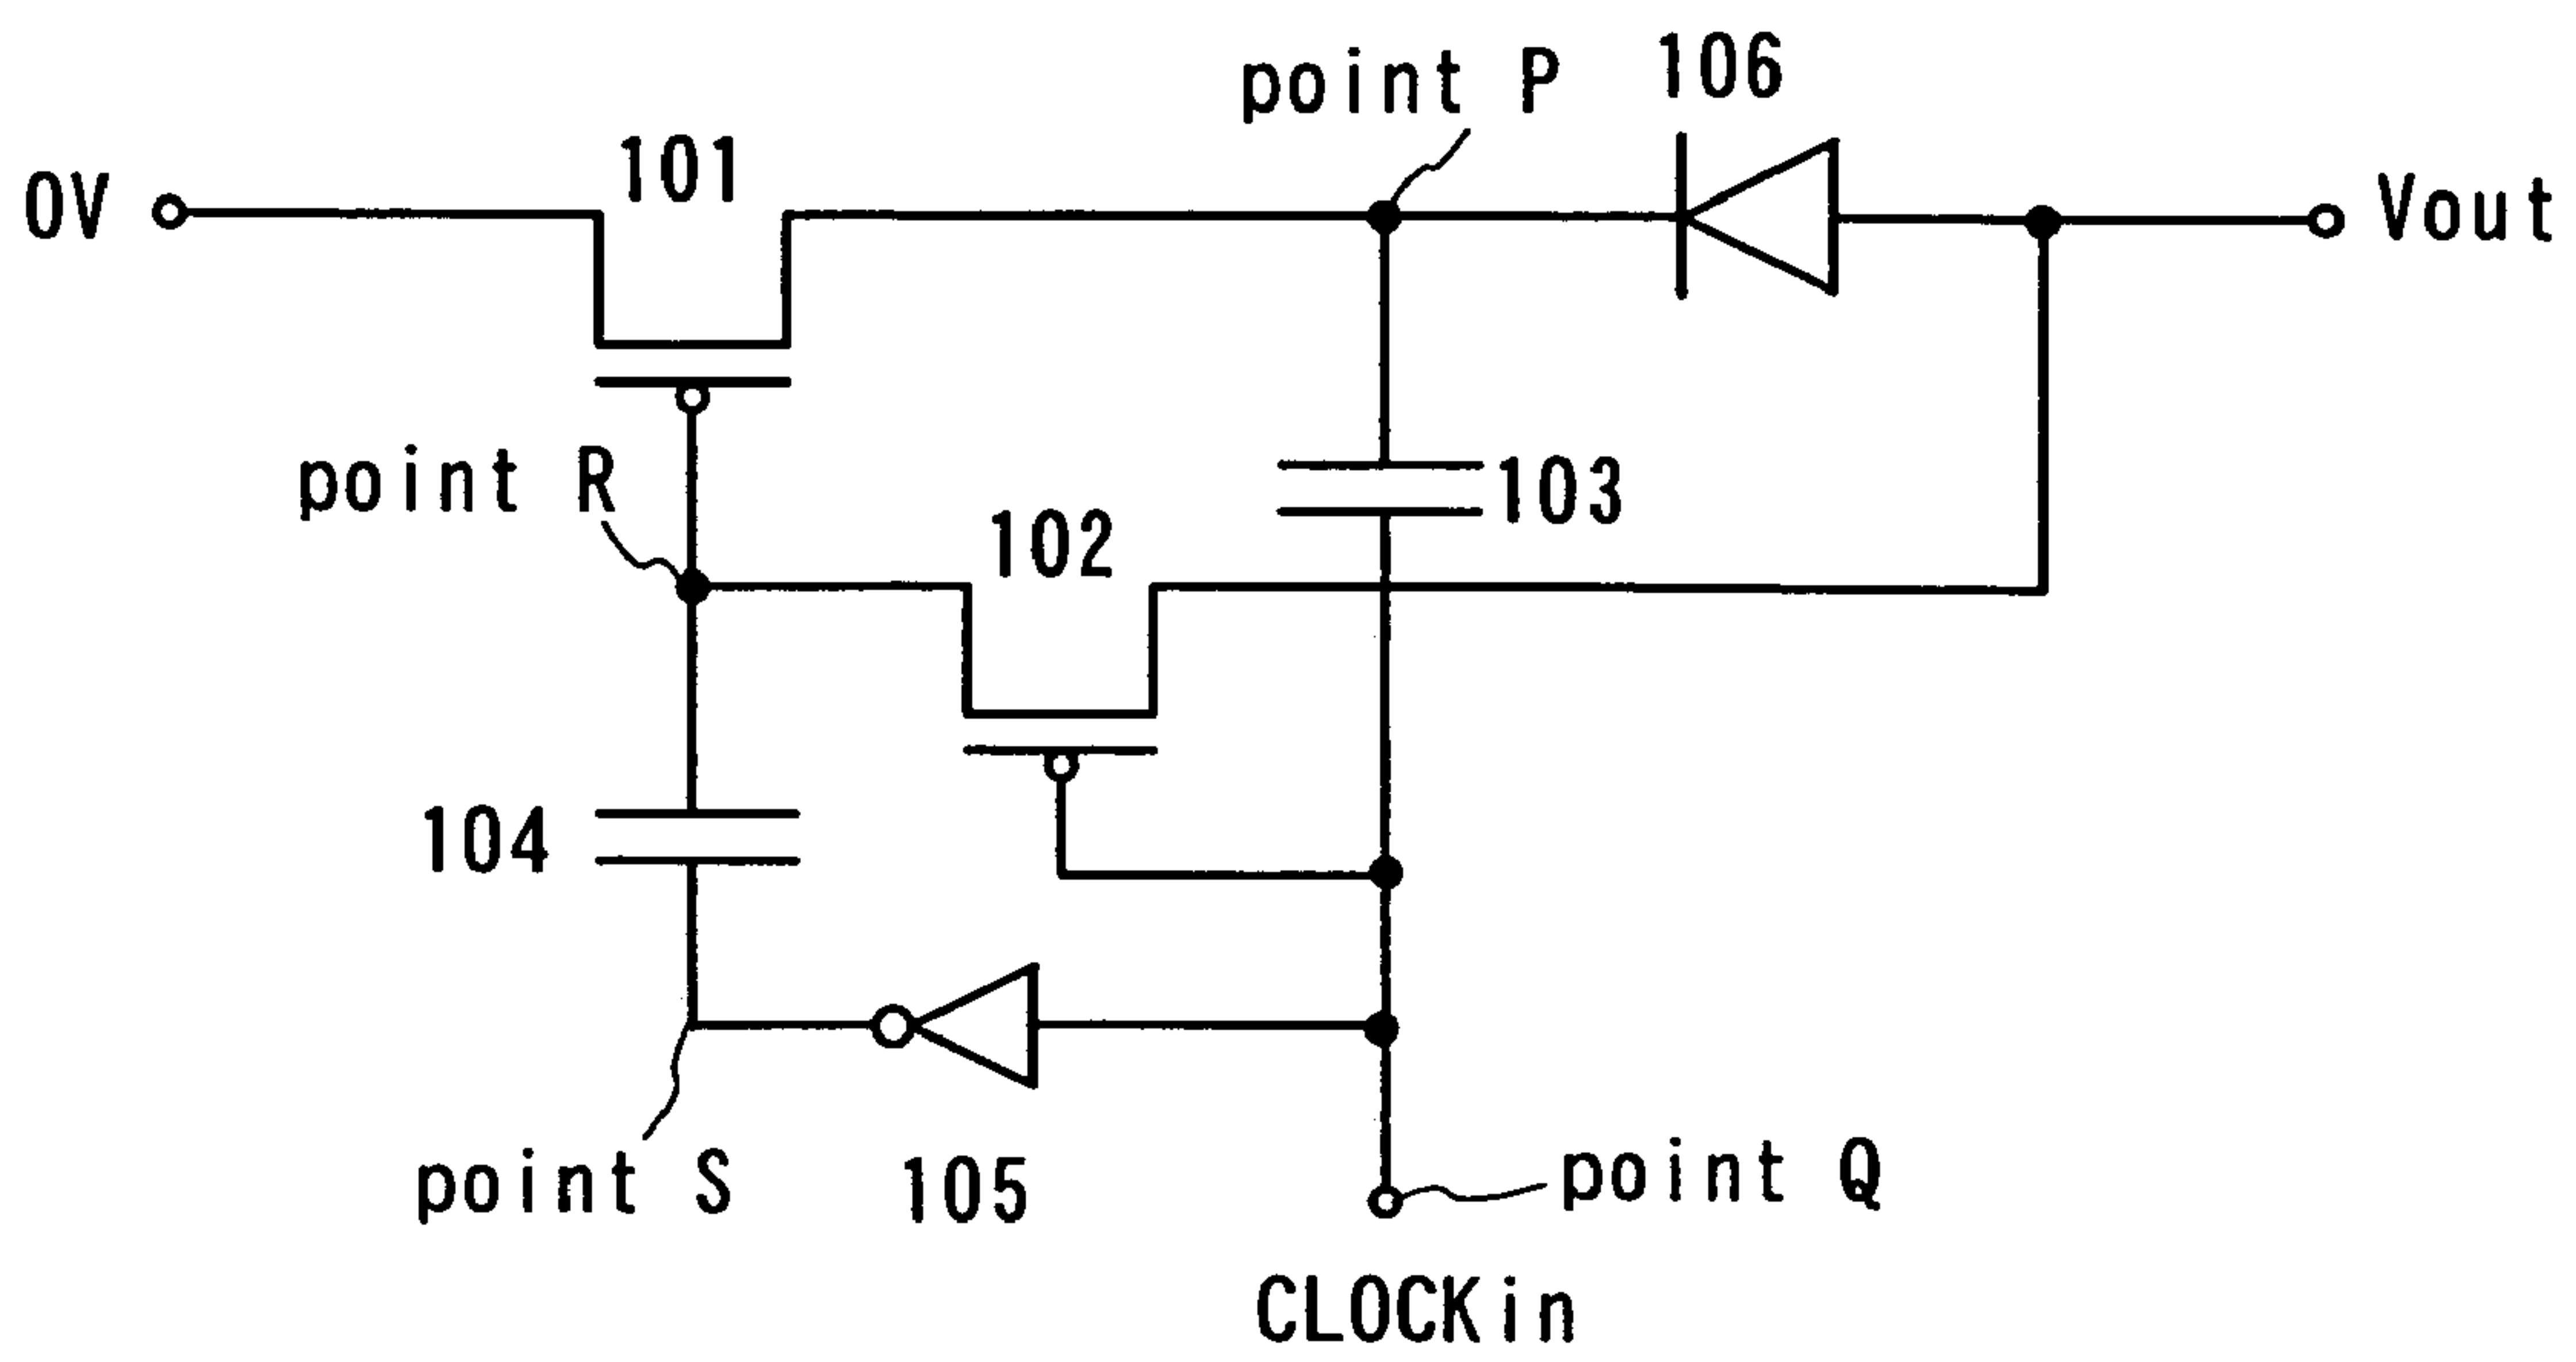 point P
106
0V
101
Vout
point R
103
102
104
point S
105
point Q
CLOCKin